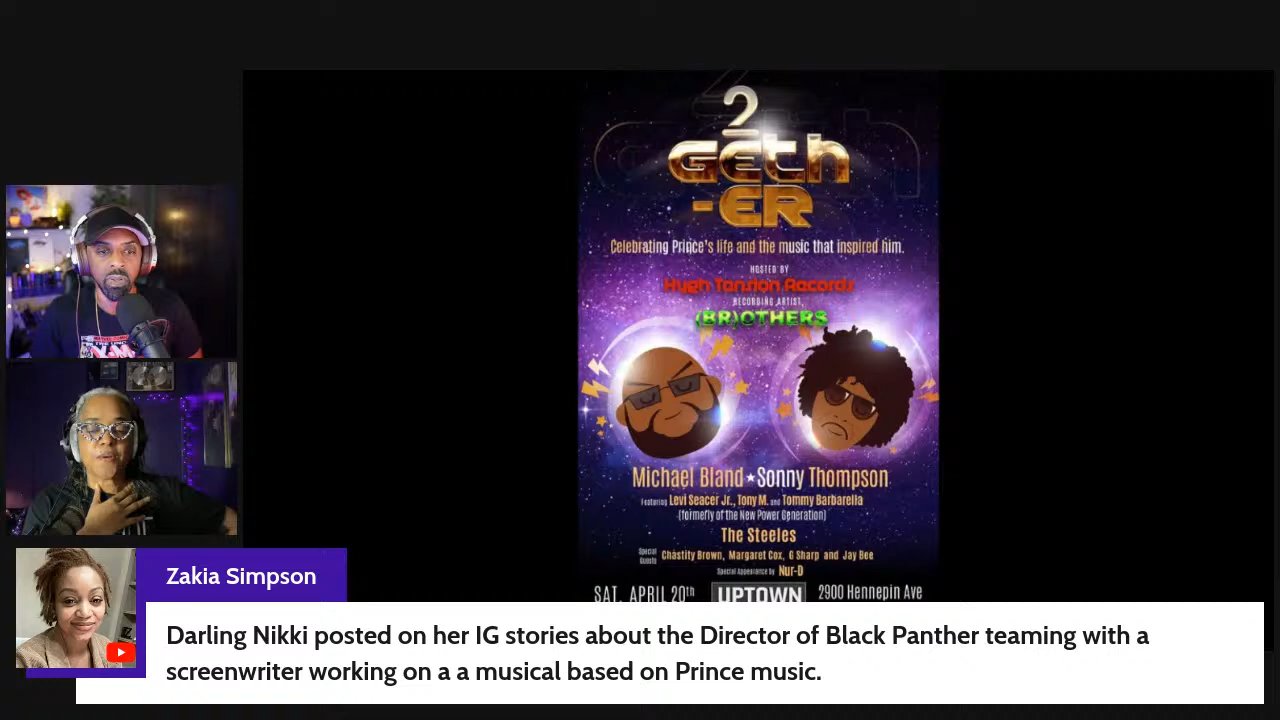 2
GEth
-ER
Celebrating Prince's life and the music that inspired him.
HOSTED BY
Hygh Tension Records
RECORDING ARTIST,
(BR)OTHERS
Michael Bland ★ Sonny Thompson
Featuring Levi Seacer Jr., Tony M. and Tommy Barbarella
(formefly of the New Power Generation)
The Steeles
Special Guests Chastity Brown, Margaret Cox, G Sharp and Jay Bee
Special Appearance by Nur-D
SAT. APRIL 20th UPTOWN 2900 Hennepin Ave
Zakia Simpson
Darling Nikki posted on her IG stories about the Director of Black Panther teaming with a
screenwriter working on a a musical based on Prince music.